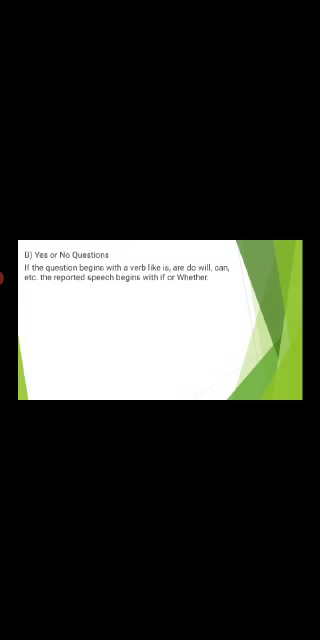 B) Yes or No Questions
If the question begins with a verb like is, are do will, can,
etc. the reported speech begins with if or Whether.